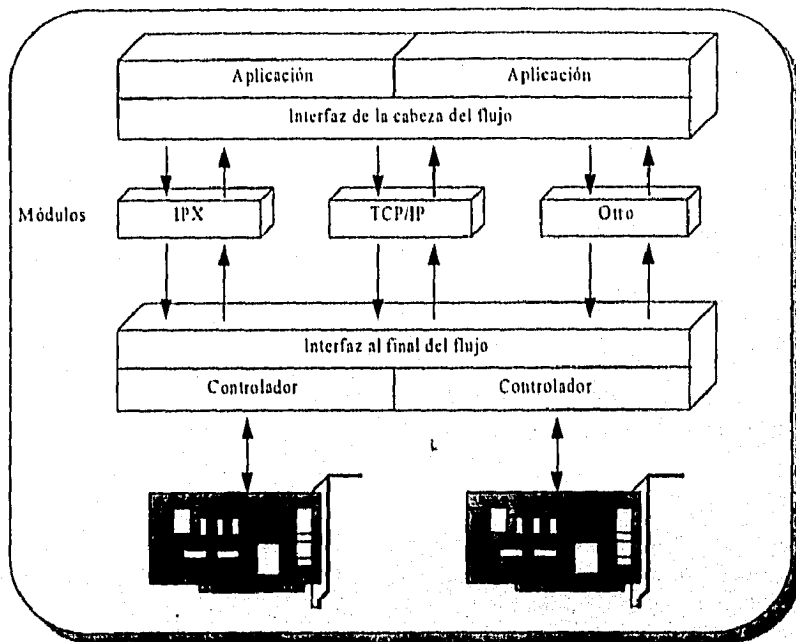 Aplicación Aplicación
Interfaz de la cabeza del flujo
Módulos IPX TCP/IP Otro
Interfaz al final del flujo
Controlador Controlador